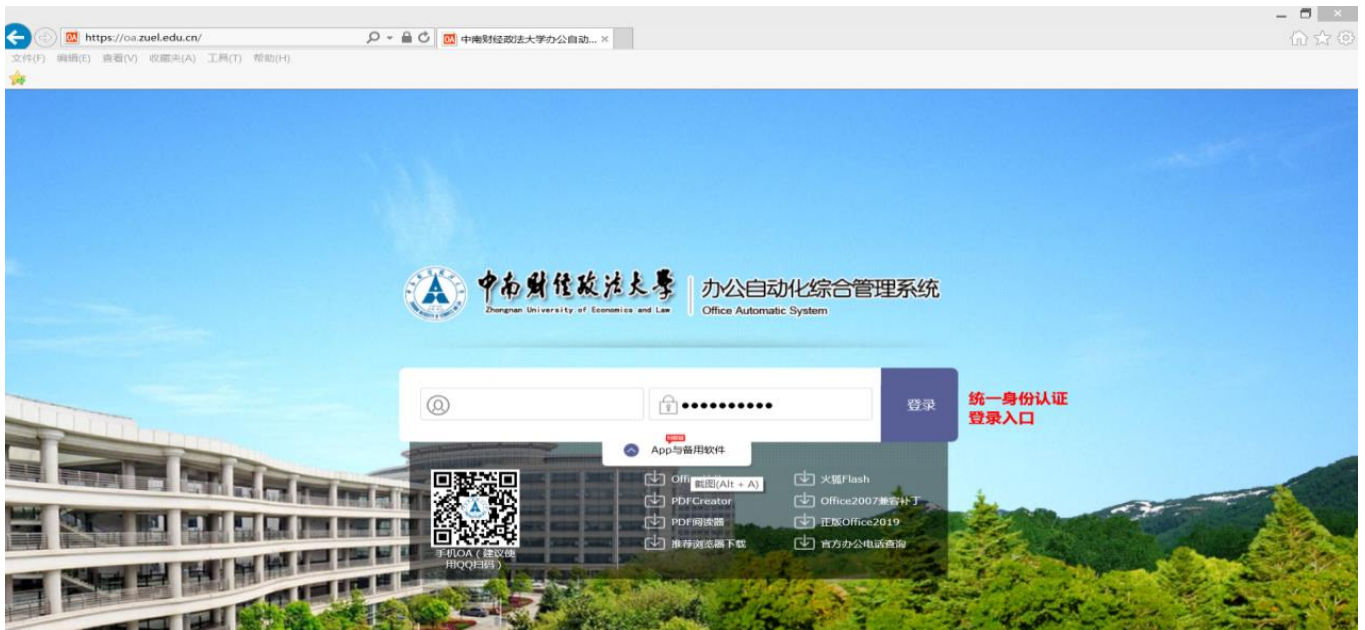 https://oa.zuel.edu.cn/
中南财经政法大学办公自动... ×
文件(F) 编辑(E) 查看(V) 收藏夹(A) 工具(T) 帮助(H)
中南财经政法大学
Zhongnan University of Economics and Law
办公自动化综合管理系统
Office Automatic System
登录
统一身份认证
登录入口
App与备用软件
截图(Alt + A)
火狐Flash
PDFCreator
Office2007兼容补丁
PDF阅读器
正版Office2019
推荐浏览器下载
官方办公电话查询
手机OA（建议使
用QQ扫码）